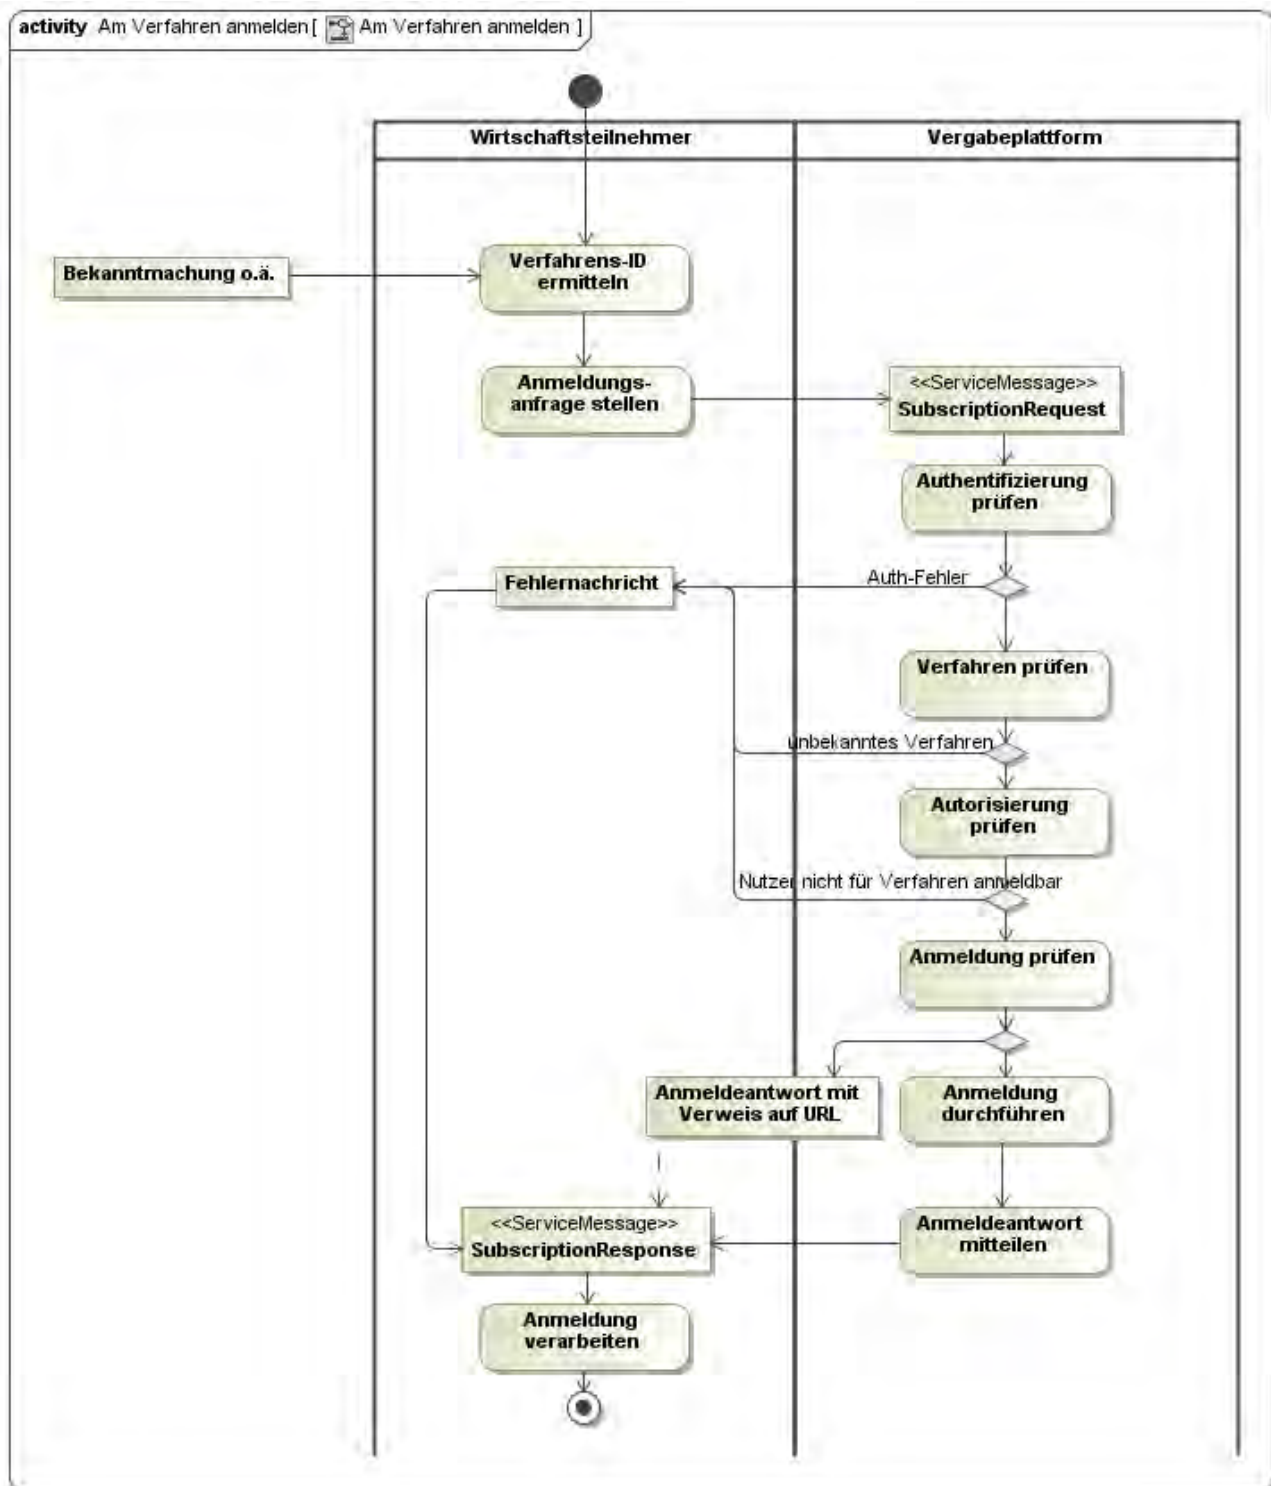 activity Am Verfahren anmelden [ Am Verfahren anmelden ]
Wirtschaftsteilnehmer
Vergabeplattform
Bekanntmachung o.ä.
Verfahrens-ID
ermitteln
Anmeldungs-
anfrage stellen
<<ServiceMessage>>
SubscriptionRequest
Authentifizierung
prüfen
Fehlernachricht
Auth-Fehler
Verfahren prüfen
unbekanntes Verfahren
Autorisierung
prüfen
Nutzer nicht für Verfahren anmeldbar
Anmeldung prüfen
Anmeldeantwort mit
Verweis auf URL
Anmeldung
durchführen
<<ServiceMessage>>
SubscriptionResponse
Anmeldeantwort
mitteilen
Anmeldung
verarbeiten